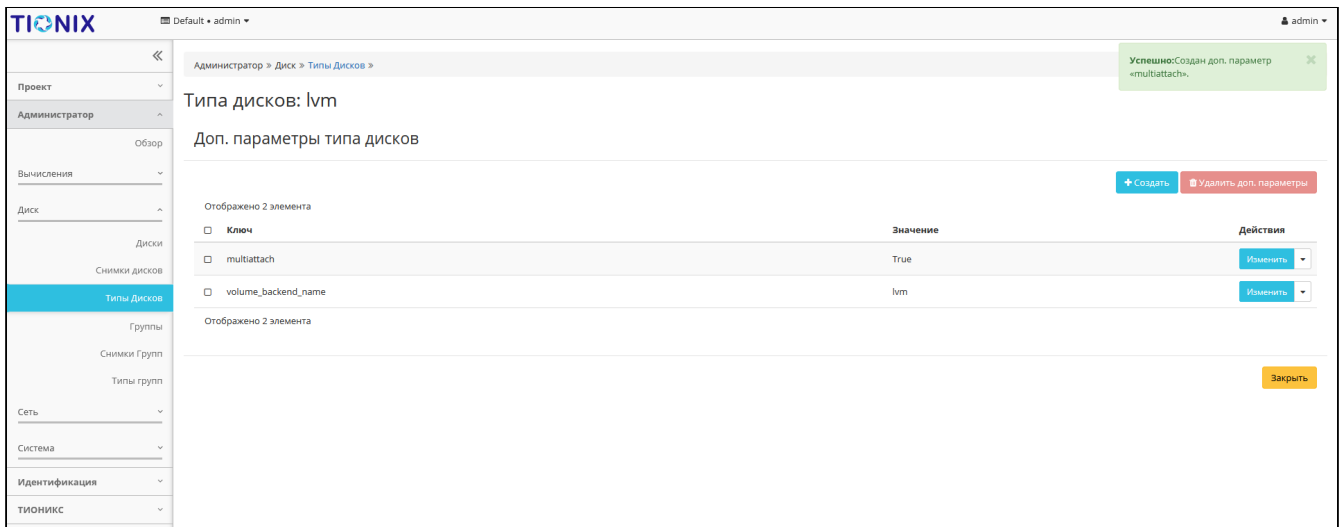 TIONIX
Default • admin
admin
Администратор » Диск » Типы Дисков »
Успешно:Создан доп. параметр
«multiattach».
Проект
Администратор
Обзор
Вычисления
Диск
Диски
Снимки дисков
Типы Дисков
Группы
Снимки Групп
Типы групп
Сеть
Система
Идентификация
ТИОНИКС
Типа дисков: lvm
Доп. параметры типа дисков
Создать
Удалить доп. параметры
Отображено 2 элемента
Ключ Значение Действия
multiattach True Изменить
volume_backend_name lvm Изменить
Отображено 2 элемента
Закрыть